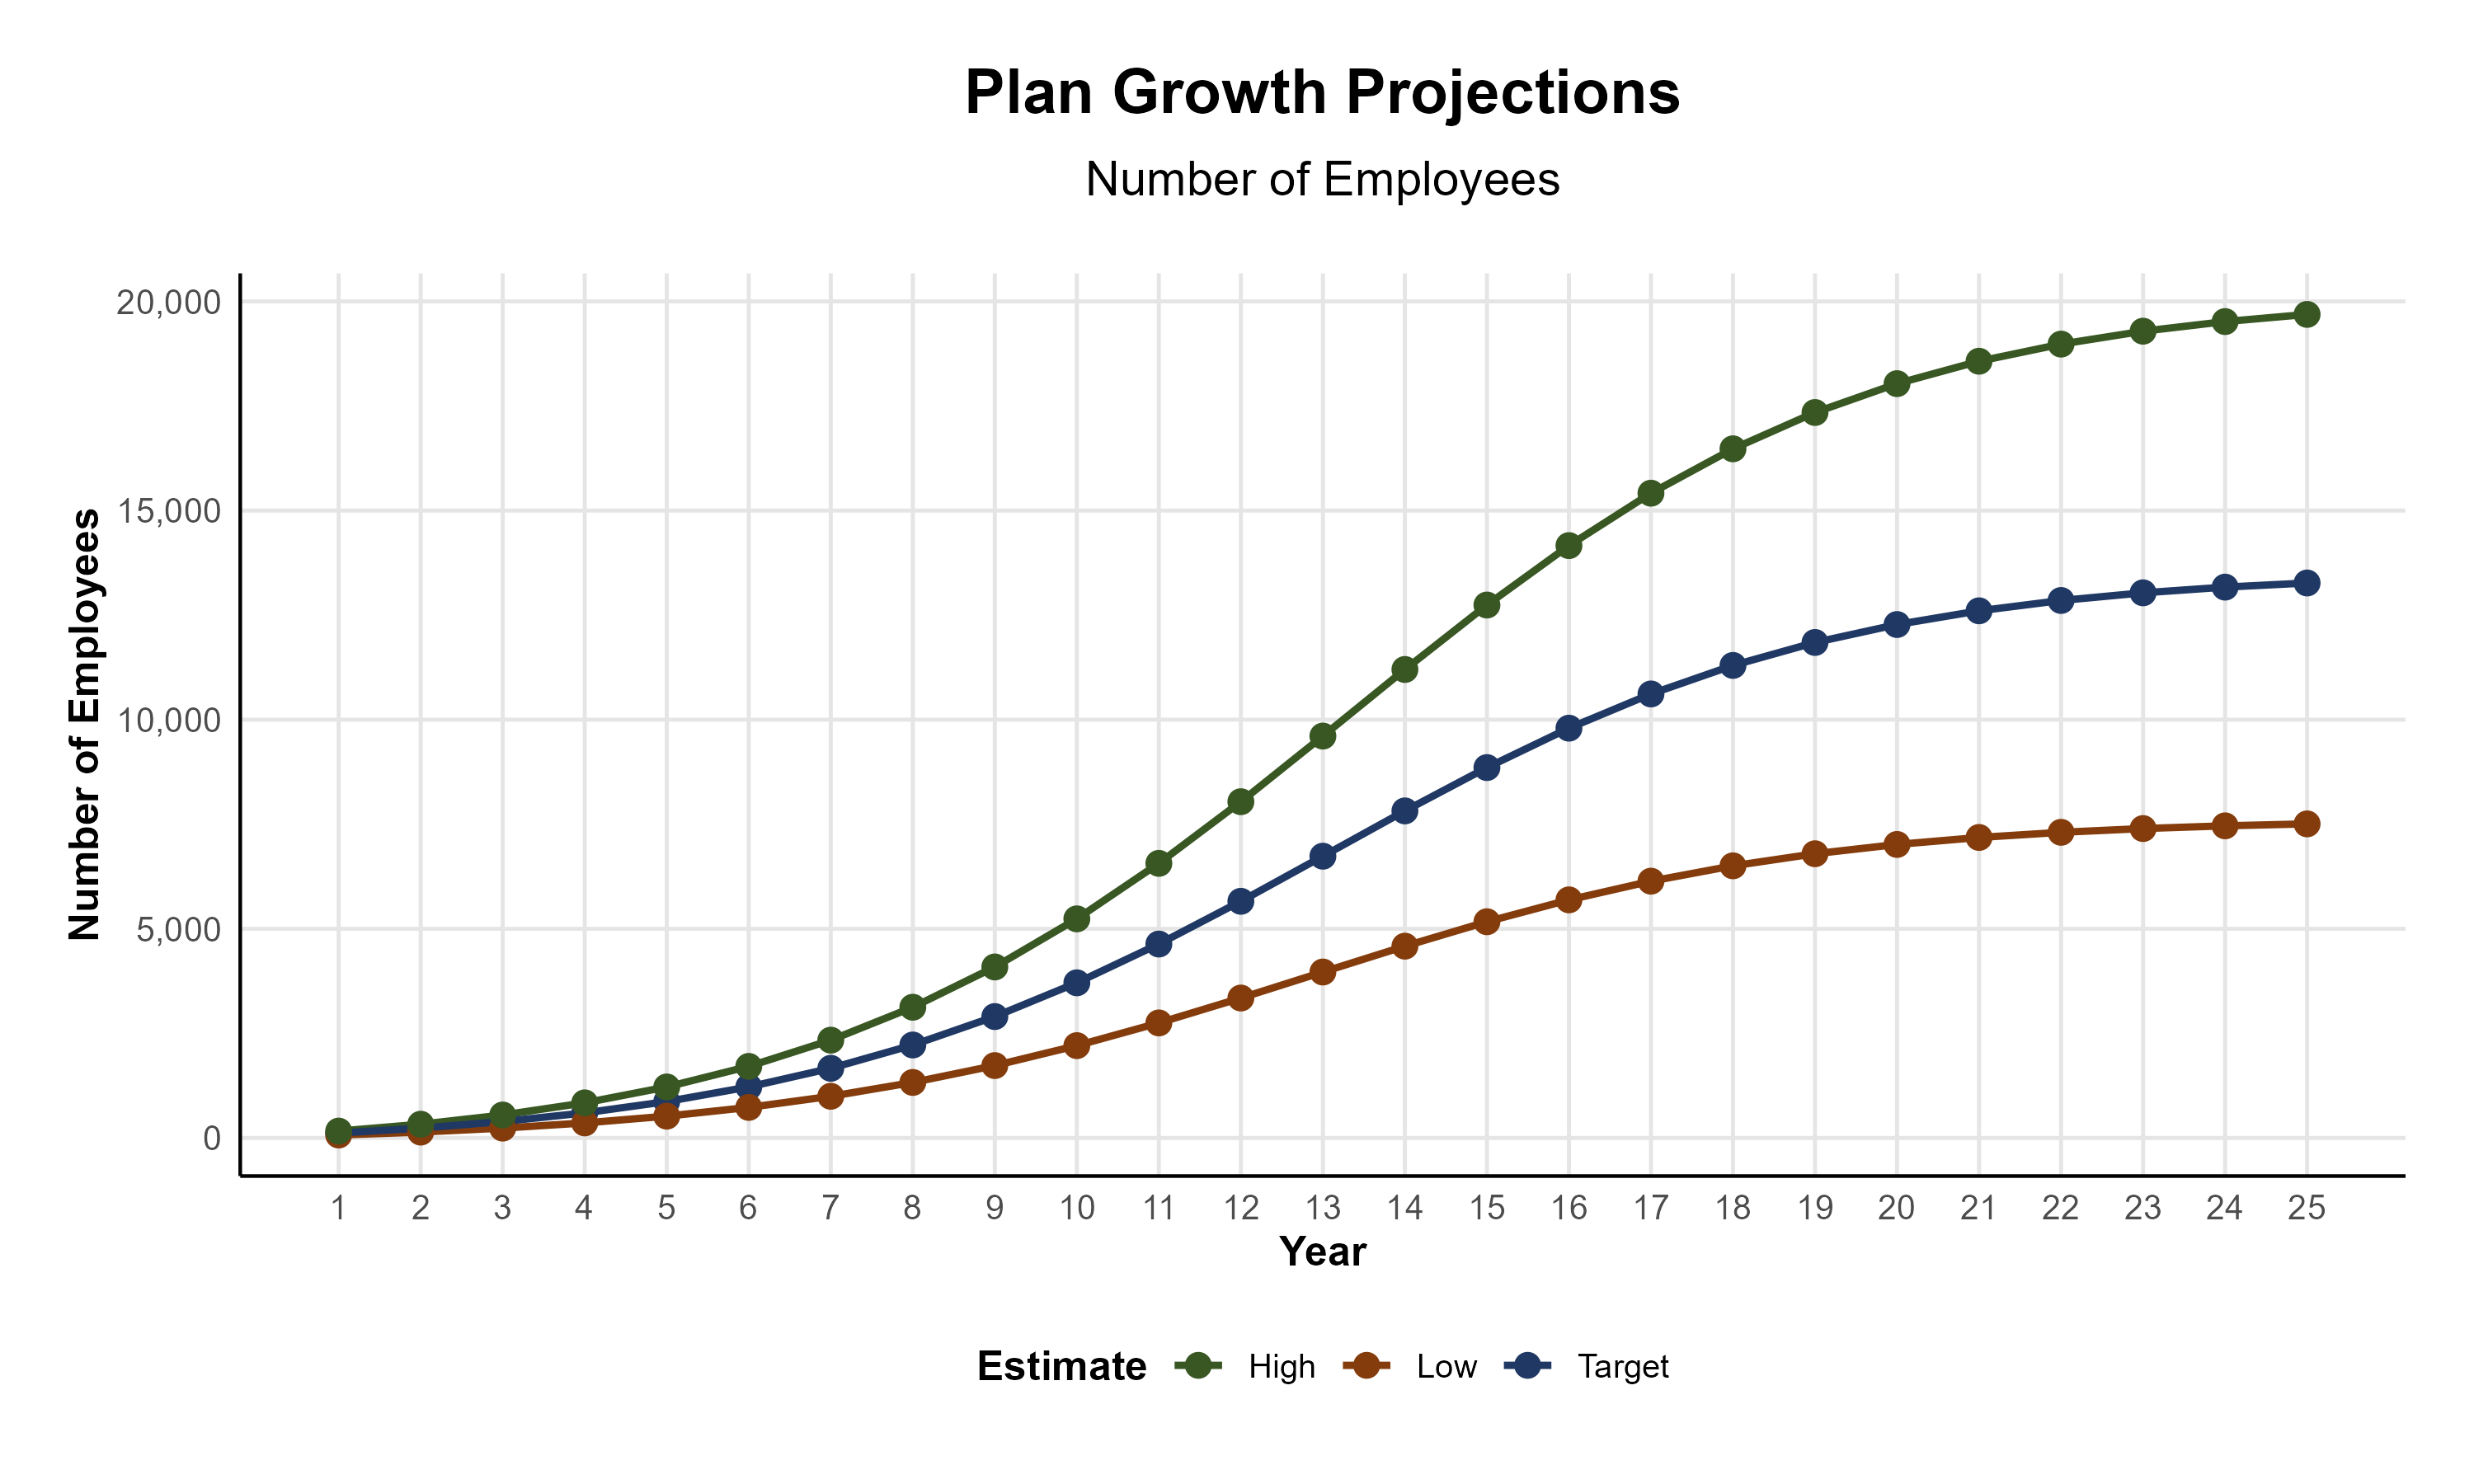 Plan Growth Projections
Number of Employees
20,000
15,000
10,000
5,000
0
Number of Employees
1 2 3 4 5 6 7 8 9 10 11 12 13 14 15 16 17 18 19 20 21 22 23 24 25
Year
Estimate High Low Target